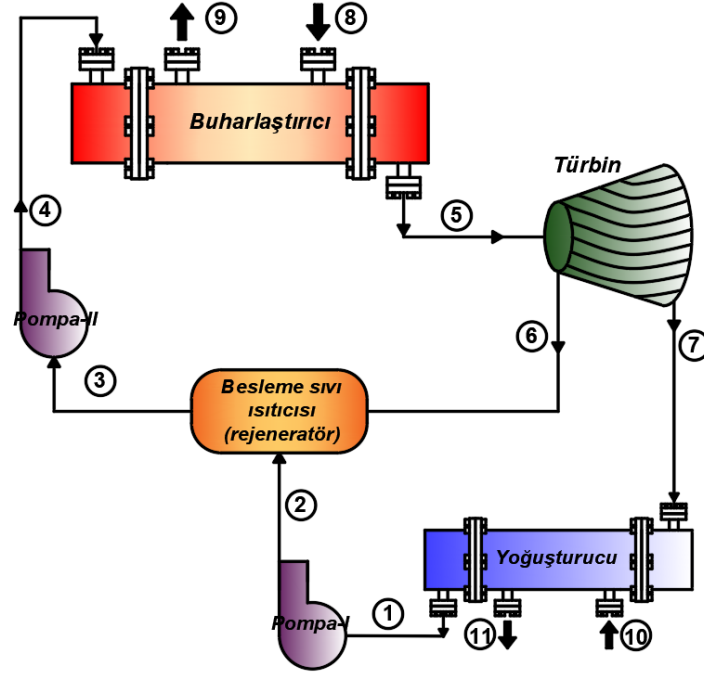 9
8
Buharlaştırıcı
Türbin
4
5
Pompa-II
6
7
3
Besleme sıvı
ısıtıcısı
(rejeneratör)
2
Yoğuşturucu
1
Pompa-I
11
10